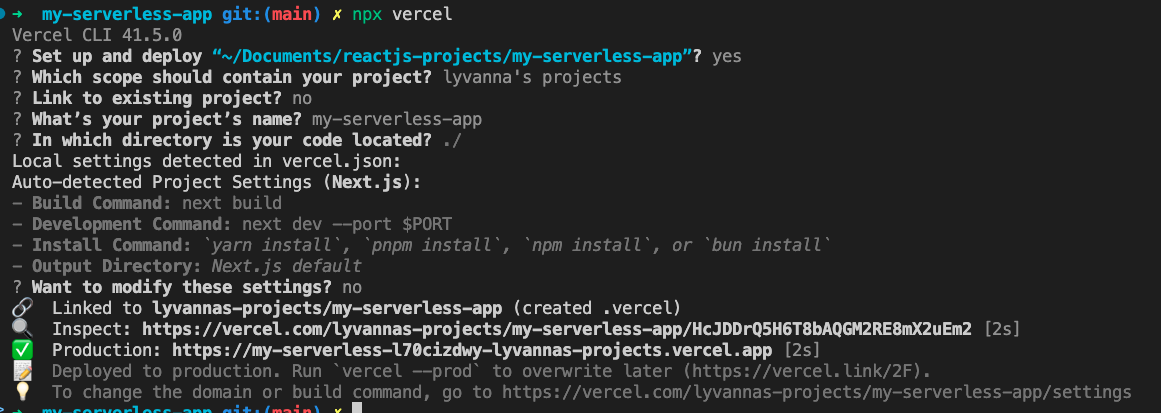 ➜ my-serverless-app git:(main) ✗ npx vercel
Vercel CLI 41.5.0
? Set up and deploy “~/Documents/reactjs-projects/my-serverless-app”? yes
? Which scope should contain your project? lyvanna's projects
? Link to existing project? no
? What’s your project’s name? my-serverless-app
? In which directory is your code located? ./
Local settings detected in vercel.json:
Auto-detected Project Settings (Next.js):
- Build Command: next build
- Development Command: next dev --port $PORT
- Install Command: `yarn install`, `pnpm install`, `npm install`, or `bun install`
- Output Directory: Next.js default
? Want to modify these settings? no
🔗 Linked to lyvannas-projects/my-serverless-app (created .vercel)
🔍 Inspect: https://vercel.com/lyvannas-projects/my-serverless-app/HcJDDrQ5H6T8bAQGM2RE8mX2uEm2 [2s]
✅ Production: https://my-serverless-l70cizdwy-lyvannas-projects.vercel.app [2s]
📝 Deployed to production. Run `vercel --prod` to overwrite later (https://vercel.link/2F).
💡 To change the domain or build command, go to https://vercel.com/lyvannas-projects/my-serverless-app/settings
➜ my-serverless-app git:(main) ✗